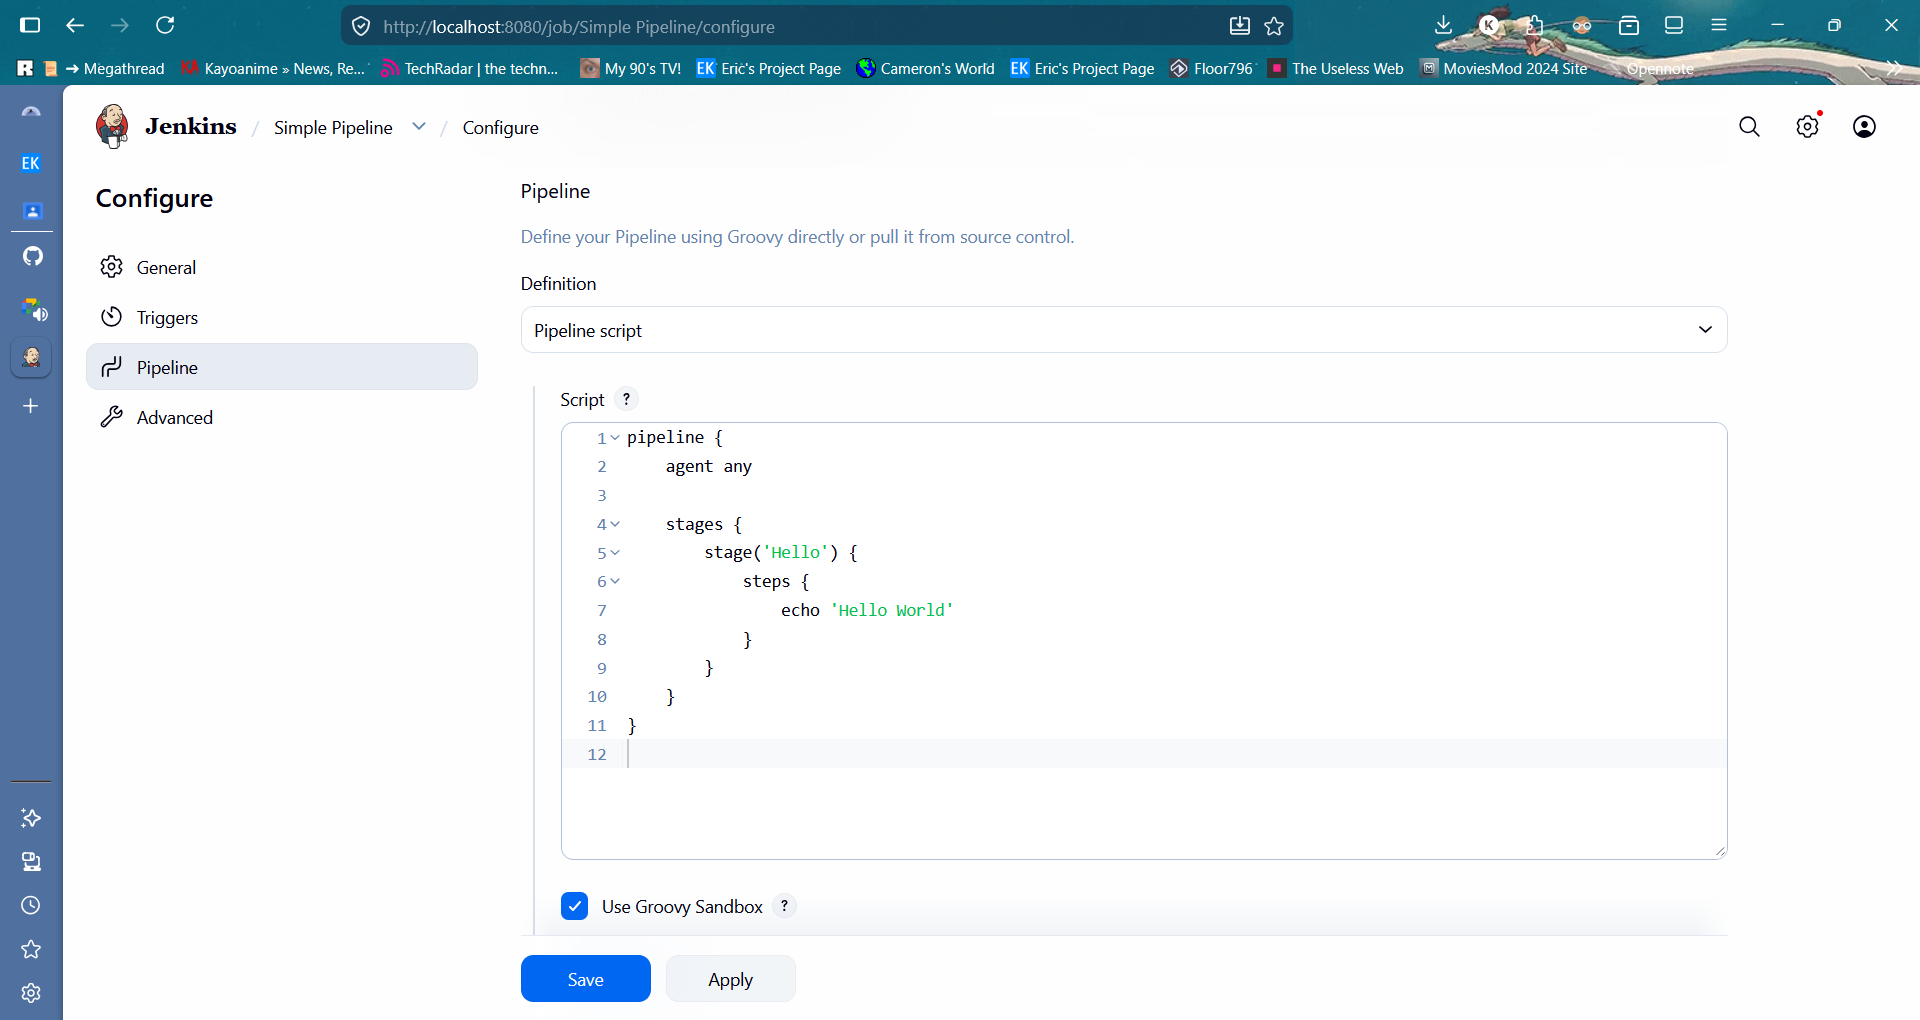 http://localhost:8080/job/Simple Pipeline/configure
K
R → Megathread KA Kayoanime » News, Re... TechRadar | the techn... My 90's TV! EK Eric's Project Page Cameron's World EK Eric's Project Page Floor796 The Useless Web M MoviesMod 2024 Site Opennote
EK
Jenkins / Simple Pipeline / Configure
Configure
General
Triggers
Pipeline
Advanced
Pipeline
Define your Pipeline using Groovy directly or pull it from source control.
Definition
Pipeline script
Script ?
1 pipeline {
2     agent any
3
4     stages {
5         stage('Hello') {
6             steps {
7                 echo 'Hello World'
8             }
9         }
10     }
11 }
12
Use Groovy Sandbox ?
Save Apply